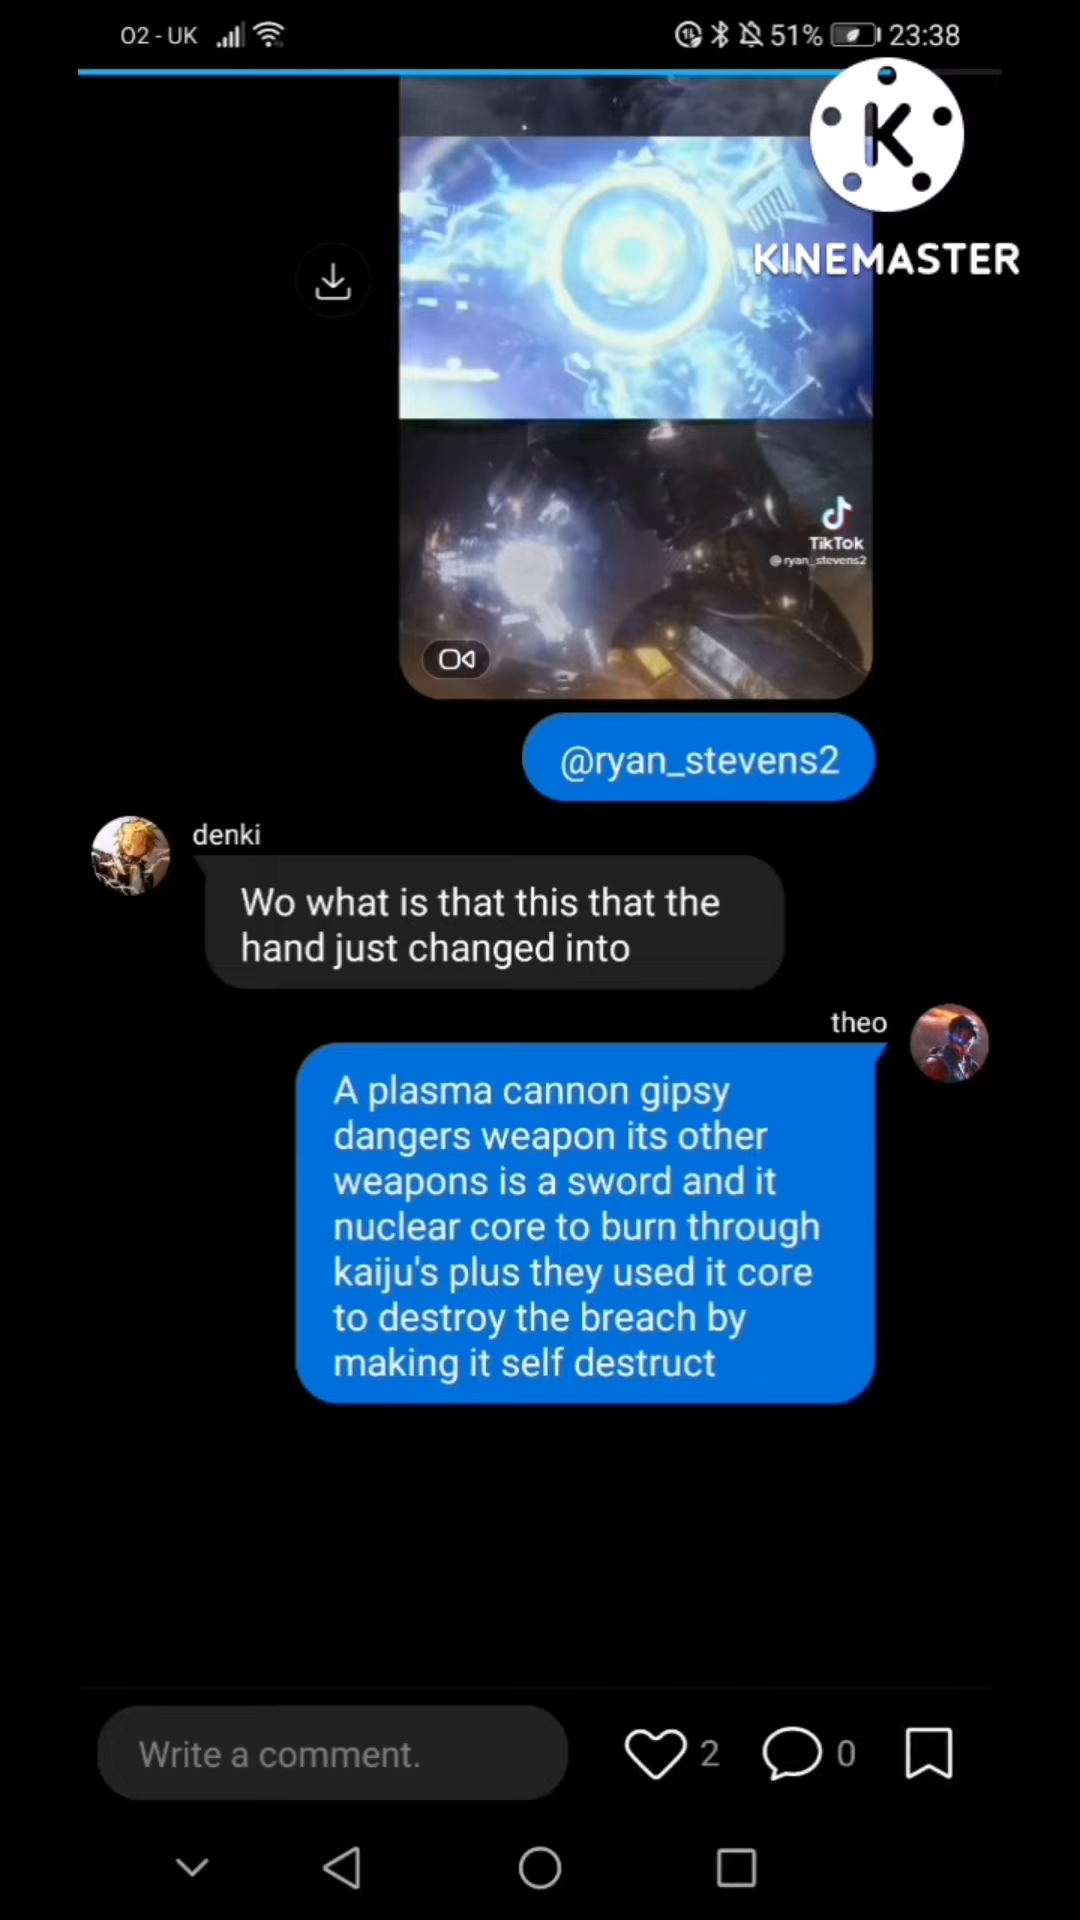 O2 - UK 51% 23:38
K
KINEMASTER
TikTok
@ryan_stevens2
@ryan_stevens2
denki
Wo what is that this that the
hand just changed into
theo
A plasma cannon gipsy
dangers weapon its other
weapons is a sword and it
nuclear core to burn through
kaiju's plus they used it core
to destroy the breach by
making it self destruct
Write a comment. 2 0